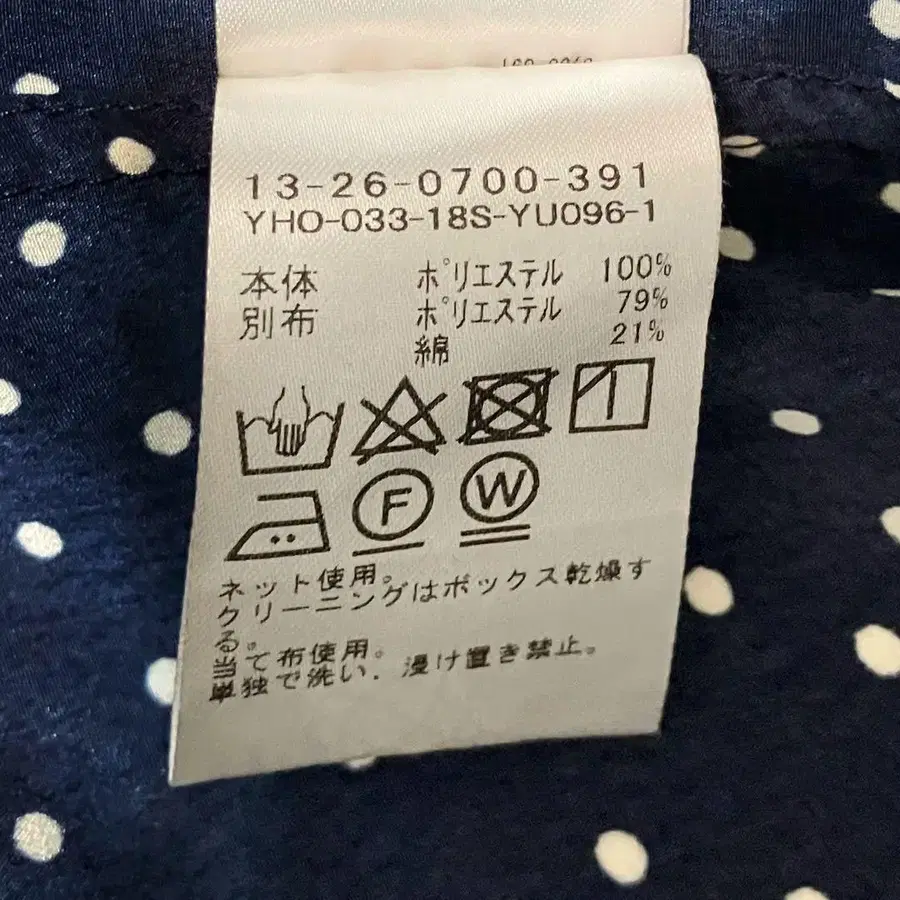 13-26-0700-391
YHO-033-18S-YU096-1
本体 ポリエステル 100%
別布 ポリエステル 79%
綿 21%
F W
ネット使用。
クリーニングはボックス乾燥す
る。
当て布使用。
単独で洗い．浸け置き禁止。